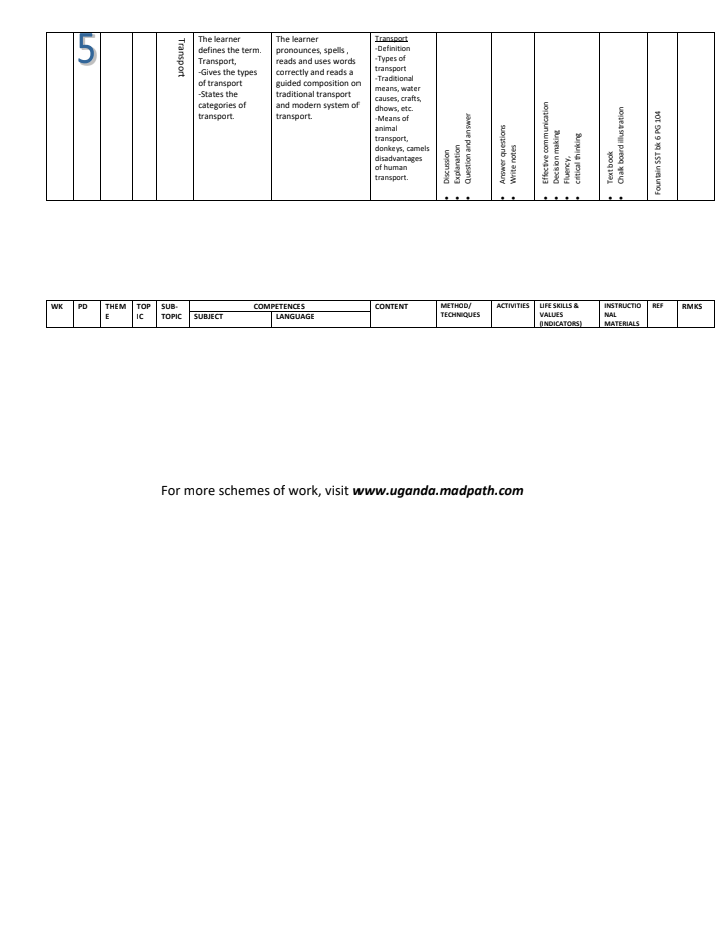 5
Transport
The learner
defines the term.
Transport,
-Gives the types
of transport
-States the
categories of
transport.
The learner
pronounces, spells ,
reads and uses words
correctly and reads a
guided composition on
traditional transport
and modern system of
transport.
Transport
-Definition
-Types of
transport
-Traditional
means, water
causes, crafts,
dhows, etc.
-Means of
animal
transport,
donkeys, camels
disadvantages
of human
transport.
• Discussion
• Explanation
• Question and answer
• Answer questions
• Write notes
• Effective communication
• Decision making
• Fluency,
• critical thinking
• Text book
• Chalk board illustration
Fountain SST bk 6 PG 104
WK
PD
THEM
E
TOP
IC
SUB-
TOPIC
COMPETENCES
SUBJECT
LANGUAGE
CONTENT
METHOD/
TECHNIQUES
ACTIVITIES
LIFE SKILLS &
VALUES
(INDICATORS)
INSTRUCTIO
NAL
MATERIALS
REF
RMKS
For more schemes of work, visit www.uganda.madpath.com